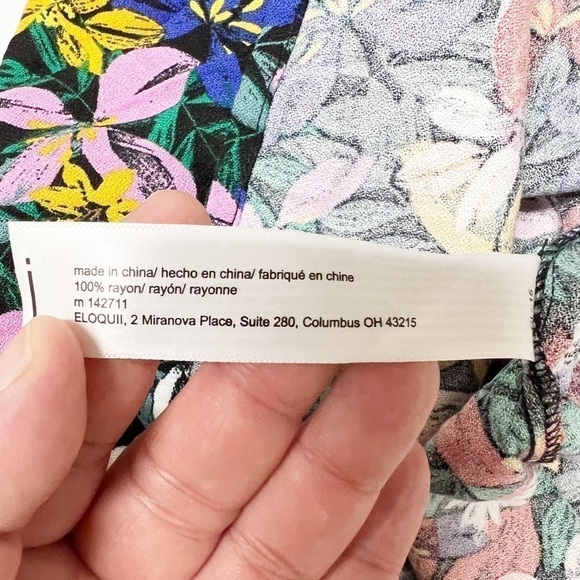 made in china/ hecho en china/ fabriqué en chine
100% rayon/ rayón/ rayonne
m 142711
ELOQUII, 2 Miranova Place, Suite 280, Columbus OH 43215